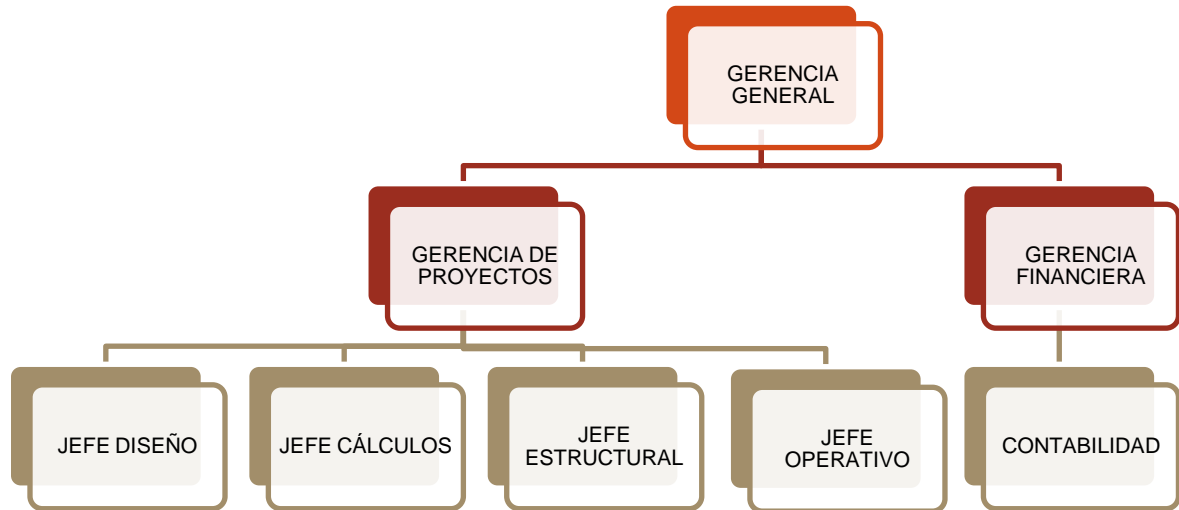 GERENCIA
GENERAL
GERENCIA DE
PROYECTOS
GERENCIA
FINANCIERA
JEFE DISEÑO
JEFE CÁLCULOS
JEFE
ESTRUCTURAL
JEFE
OPERATIVO
CONTABILIDAD